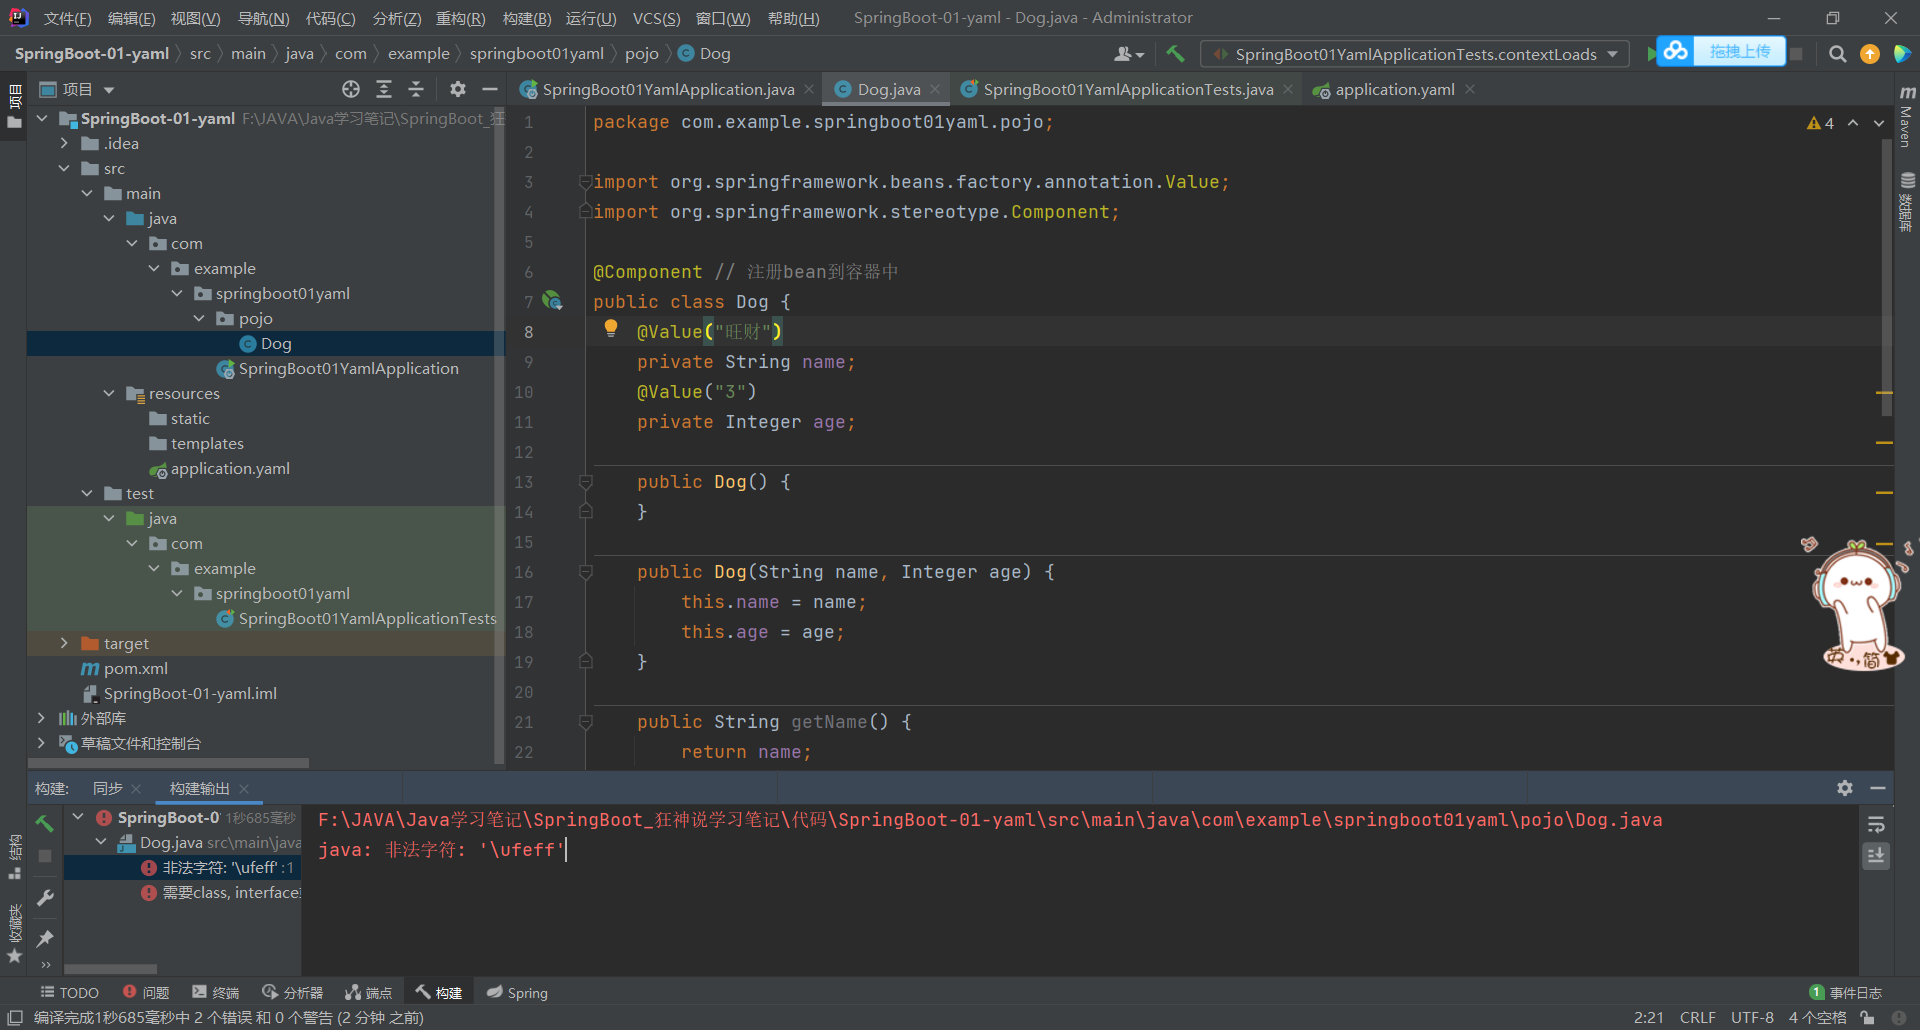 文件(F) 编辑(E) 视图(V) 导航(N) 代码(C) 分析(Z) 重构(R) 构建(B) 运行(U) VCS(S) 窗口(W) 帮助(H) SpringBoot-01-yaml - Dog.java - Administrator
SpringBoot-01-yaml src main java com example springboot01yaml pojo Dog SpringBoot01YamlApplicationTests.contextLoads 拖拽上传
项目 SpringBoot01YamlApplication.java Dog.java SpringBoot01YamlApplicationTests.java application.yaml
项目
Maven
数据库
结构
收藏夹
SpringBoot-01-yaml F:\JAVA\Java学习笔记\SpringBoot_狂
.idea
src
main
java
com
example
springboot01yaml
pojo
Dog
SpringBoot01YamlApplication
resources
static
templates
application.yaml
test
java
com
example
springboot01yaml
SpringBoot01YamlApplicationTests
target
pom.xml
SpringBoot-01-yaml.iml
外部库
草稿文件和控制台
4
1 package com.example.springboot01yaml.pojo;
2
3 import org.springframework.beans.factory.annotation.Value;
4 import org.springframework.stereotype.Component;
5
6 @Component // 注册bean到容器中
7 public class Dog {
8 @Value("旺财")
9 private String name;
10 @Value("3")
11 private Integer age;
12
13 public Dog() {
14 }
15
16 public Dog(String name, Integer age) {
17 this.name = name;
18 this.age = age;
19 }
20
21 public String getName() {
22 return name;
英 ., 简
构建: 同步 构建输出
SpringBoot-0 1秒685毫秒
Dog.java src\main\java
非法字符: '\ufeff' :1
需要class, interface
F:\JAVA\Java学习笔记\SpringBoot_狂神说学习笔记\代码\SpringBoot-01-yaml\src\main\java\com\example\springboot01yaml\pojo\Dog.java
java: 非法字符: '\ufeff'
TODO 问题 终端 分析器 端点 构建 Spring 1 事件日志
编译完成1秒685毫秒中 2 个错误 和 0 个警告 (2 分钟 之前) 2:21 CRLF UTF-8 4 个空格